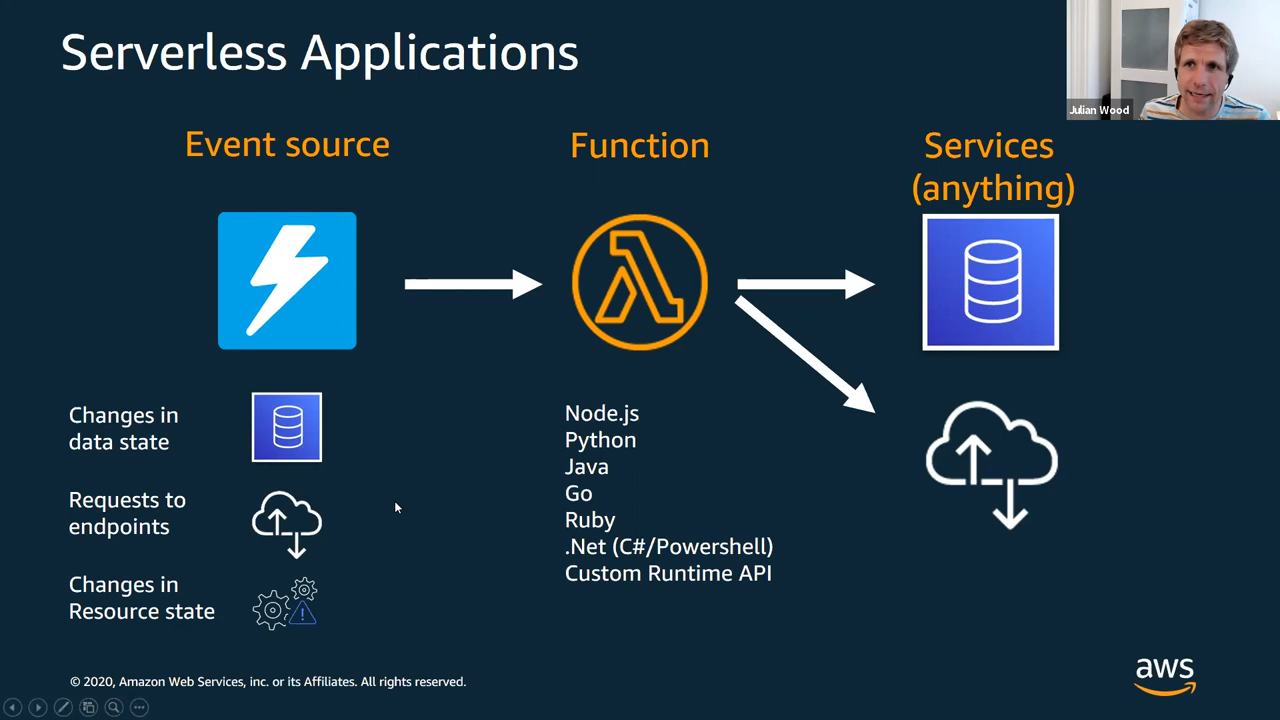 Serverless Applications
Julian Wood
Event source
Function
Services
(anything)
Changes in
data state
Requests to
endpoints
Changes in
Resource state
Node.js
Python
Java
Go
Ruby
.Net (C#/Powershell)
Custom Runtime API
© 2020, Amazon Web Services, inc. or its Affiliates. All rights reserved.
aws